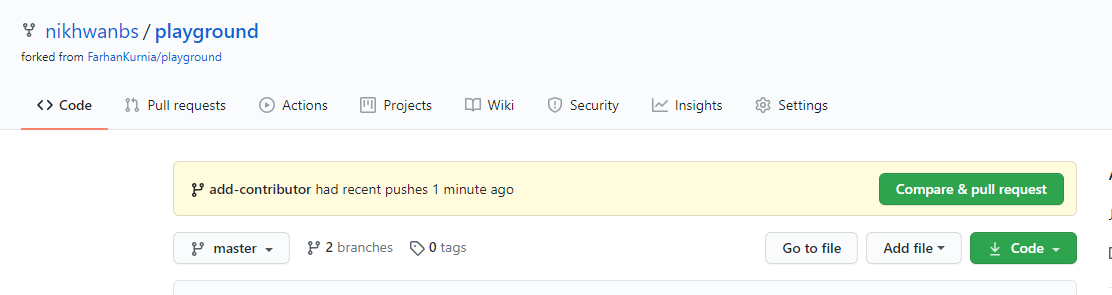 nikhwanbs / playground
forked from FarhanKurnia/playground
Code Pull requests Actions Projects Wiki Security Insights Settings
add-contributor had recent pushes 1 minute ago Compare & pull request
master 2 branches 0 tags Go to file Add file Code